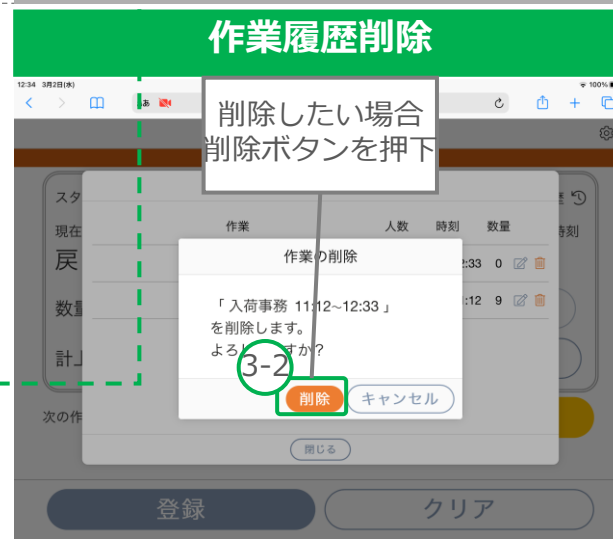 作業履歴削除
12:34 3月2日(水)
100%
ああ
削除したい場合
削除ボタンを押下
スタ
現在
時刻
戻
数量
計上
次の作
作業 人数 時刻 数量
:33 0
:12 9
作業の削除
「 入荷事務 11:12~12:33 」
を削除します。
よろしいですか?
3-2
削除
キャンセル
閉じる
登録
クリア